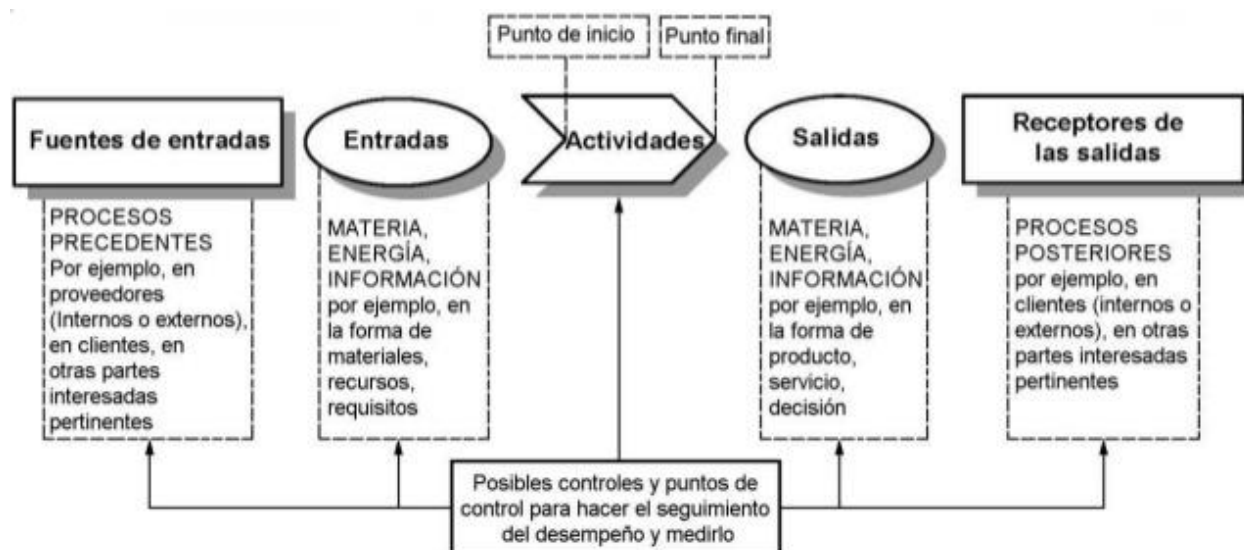 Punto de inicio
Punto final
Fuentes de entradas
Entradas
Actividades
Salidas
Receptores de
las salidas
PROCESOS
PRECEDENTES
Por ejemplo, en
proveedores
(Internos o externos),
en clientes, en
otras partes
interesadas
pertinentes
MATERIA,
ENERGÍA,
INFORMACIÓN
por ejemplo, en
la forma de
materiales,
recursos,
requisitos
MATERIA,
ENERGÍA,
INFORMACIÓN
por ejemplo, en
la forma de
producto,
servicio,
decisión
PROCESOS
POSTERIORES
por ejemplo, en
clientes (internos o
externos), en otras
partes interesadas
pertinentes
Posibles controles y puntos de
control para hacer el seguimiento
del desempeño y medirlo